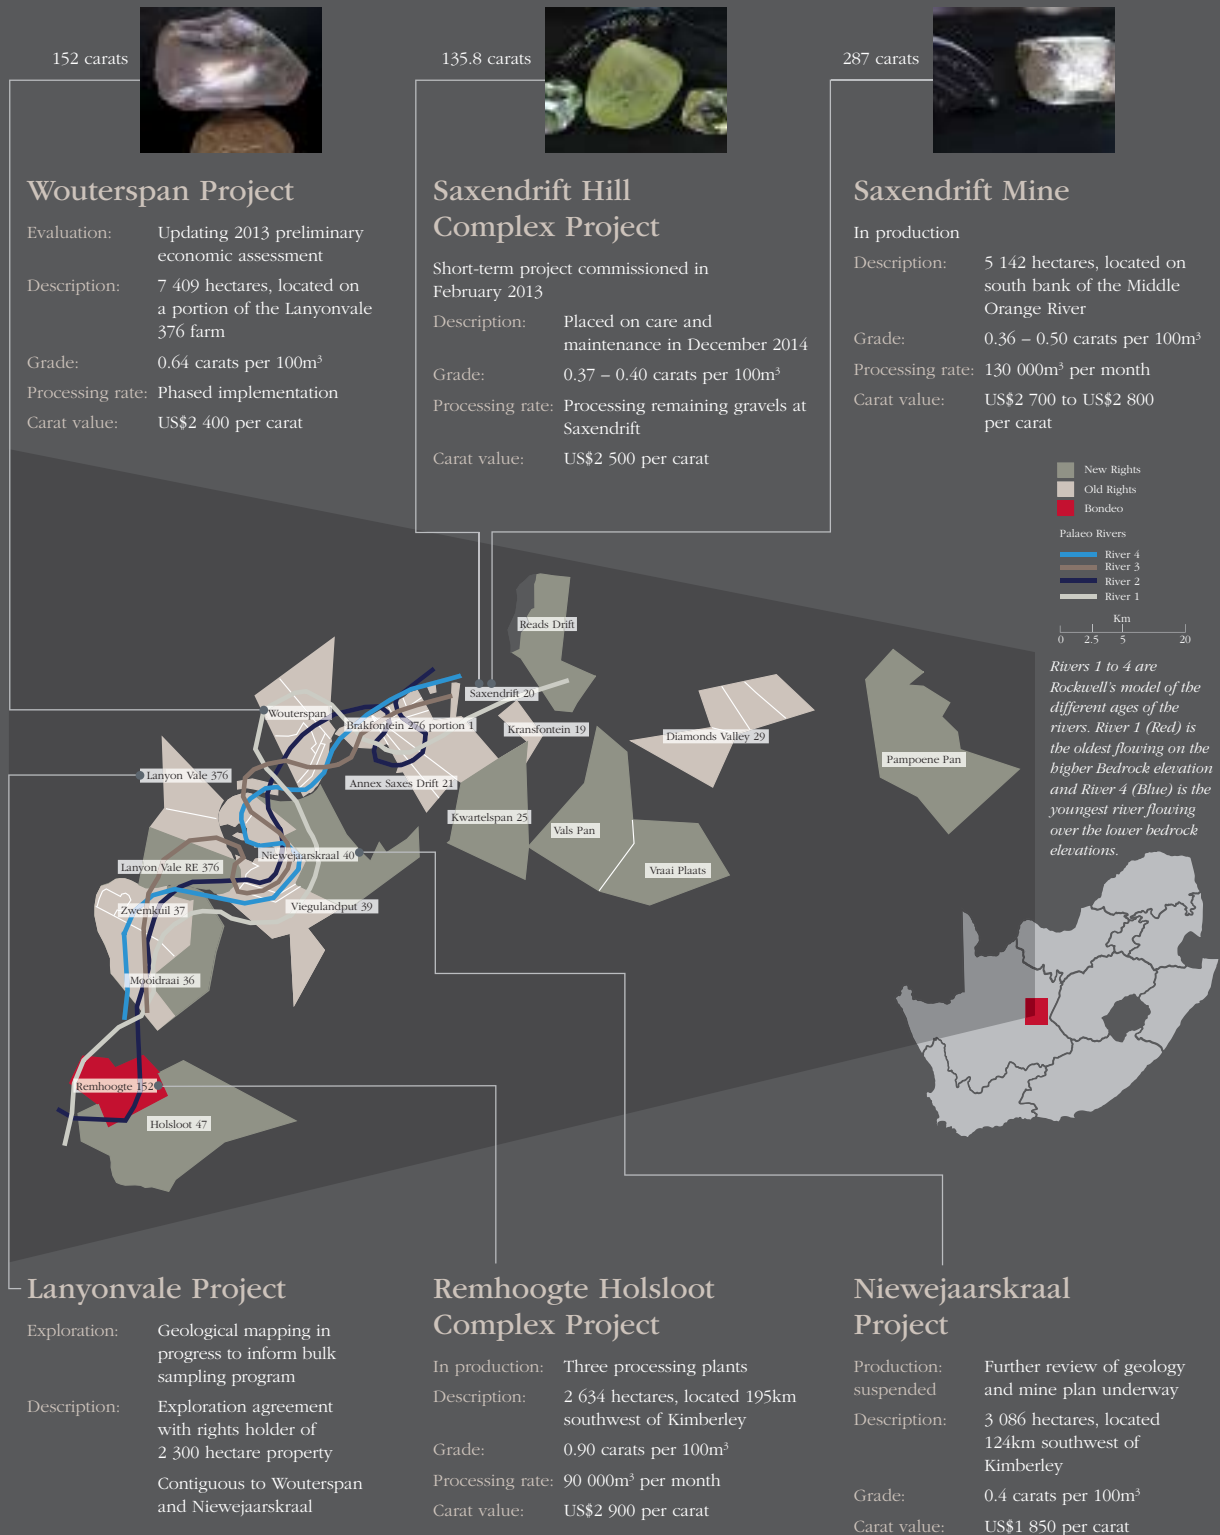 152 carats
135.8 carats
287 carats
Wouterspan Project
Evaluation: Updating 2013 preliminary
economic assessment
Description: 7 409 hectares, located on
a portion of the Lanyonvale
376 farm
Grade: 0.64 carats per 100m³
Processing rate: Phased implementation
Carat value: US$2 400 per carat
Saxendrift Hill
Complex Project
Short-term project commissioned in
February 2013
Description: Placed on care and
maintenance in December 2014
Grade: 0.37 – 0.40 carats per 100m³
Processing rate: Processing remaining gravels at
Saxendrift
Carat value: US$2 500 per carat
Saxendrift Mine
In production
Description: 5 142 hectares, located on
south bank of the Middle
Orange River
Grade: 0.36 – 0.50 carats per 100m³
Processing rate: 130 000m³ per month
Carat value: US$2 700 to US$2 800
per carat
New Rights
Old Rights
Bondeo
Palaeo Rivers
River 4
River 3
River 2
River 1
Km
0 2.5 5 20
Rivers 1 to 4 are
Rockwell's model of the
different ages of the
rivers. River 1 (Red) is
the oldest flowing on the
higher Bedrock elevation
and River 4 (Blue) is the
youngest river flowing
over the lower bedrock
elevations.
Reads Drift
Saxendrift 20
Wouterspan
Brakfontein 276 portion 1
Kransfontein 19
Diamonds Valley 29
Pampoene Pan
Lanyon Vale 376
Annex Saxes Drift 21
Kwartelspan 25
Vals Pan
Niewejaarskraal 40
Lanyon Vale RE 376
Vraai Plaats
Zwemkuil 37
Viegulandput 39
Mooidraai 36
Remhoogte 152
Holsloot 47
Lanyonvale Project
Exploration: Geological mapping in
progress to inform bulk
sampling program
Description: Exploration agreement
with rights holder of
2 300 hectare property
Contiguous to Wouterspan
and Niewejaarskraal
Remhoogte Holsloot
Complex Project
In production: Three processing plants
Description: 2 634 hectares, located 195km
southwest of Kimberley
Grade: 0.90 carats per 100m³
Processing rate: 90 000m³ per month
Carat value: US$2 900 per carat
Niewejaarskraal
Project
Production: Further review of geology
suspended and mine plan underway
Description: 3 086 hectares, located
124km southwest of
Kimberley
Grade: 0.4 carats per 100m³
Carat value: US$1 850 per carat